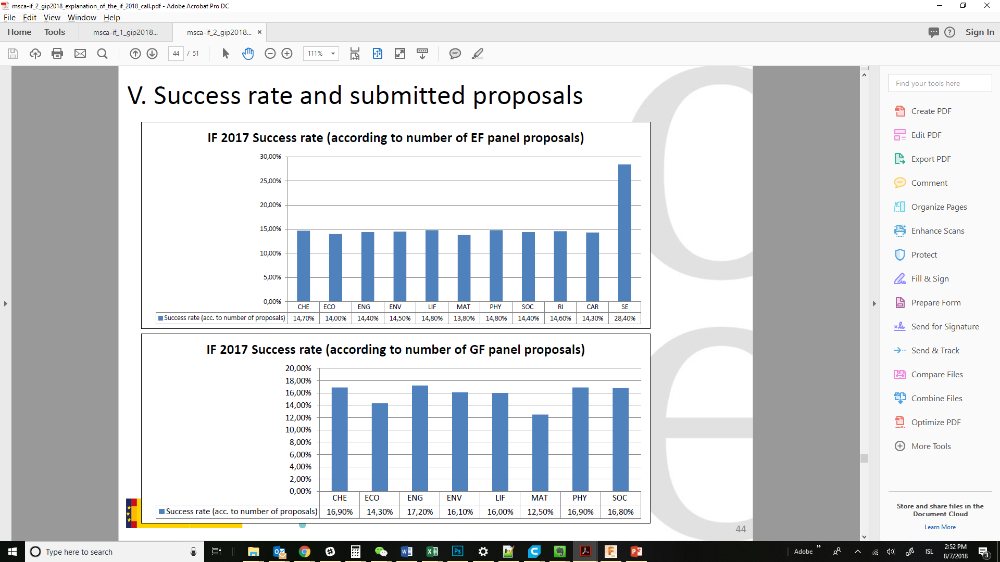 msca-if_2_gip2018_explanation_of_the_if_2018_call.pdf - Adobe Acrobat Pro DC
File Edit View Window Help
Home Tools msca-if_1_gip2018... msca-if_2_gip2018... × Sign In
44 / 51 111%
V. Success rate and submitted proposals
IF 2017 Success rate (according to number of EF panel proposals)
30,00%
25,00%
20,00%
15,00%
10,00%
5,00%
0,00%
CHE ECO ENG ENV LIF MAT PHY SOC RI CAR SE
Success rate (acc. to number of proposals) 14,70% 14,00% 14,40% 14,50% 14,80% 13,80% 14,80% 14,40% 14,60% 14,30% 28,40%
IF 2017 Success rate (according to number of GF panel proposals)
20,00%
18,00%
16,00%
14,00%
12,00%
10,00%
8,00%
6,00%
4,00%
2,00%
0,00%
CHE ECO ENG ENV LIF MAT PHY SOC
Success rate (acc. to number of proposals) 16,90% 14,30% 17,20% 16,10% 16,00% 12,50% 16,90% 16,80%
44
Find your tools here
Create PDF
Edit PDF
Export PDF
Comment
Organize Pages
Enhance Scans
Protect
Fill & Sign
Prepare Form
Send for Signature
Send & Track
Compare Files
Combine Files
Optimize PDF
More Tools
Store and share files in the
Document Cloud
Learn More
Type here to search
Adobe
ISL
2:52 PM
8/7/2018
3